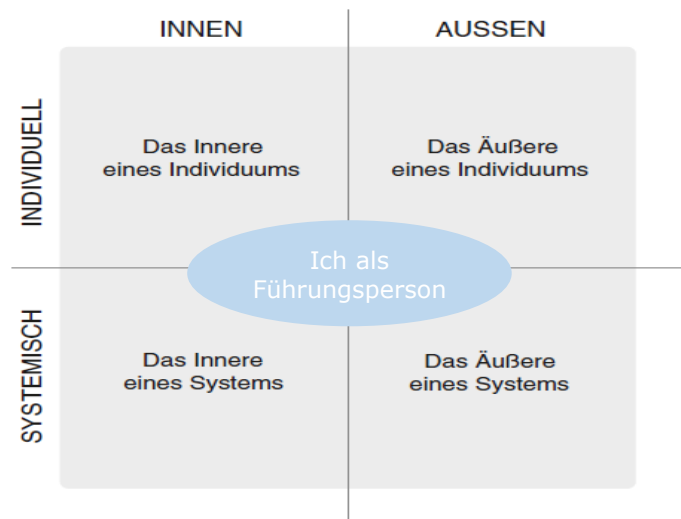 INNEN
AUSSEN
INDIVIDUELL
Das Innere
eines Individuums
Das Äußere
eines Individuums
Ich als
Führungsperson
SYSTEMISCH
Das Innere
eines Systems
Das Äußere
eines Systems